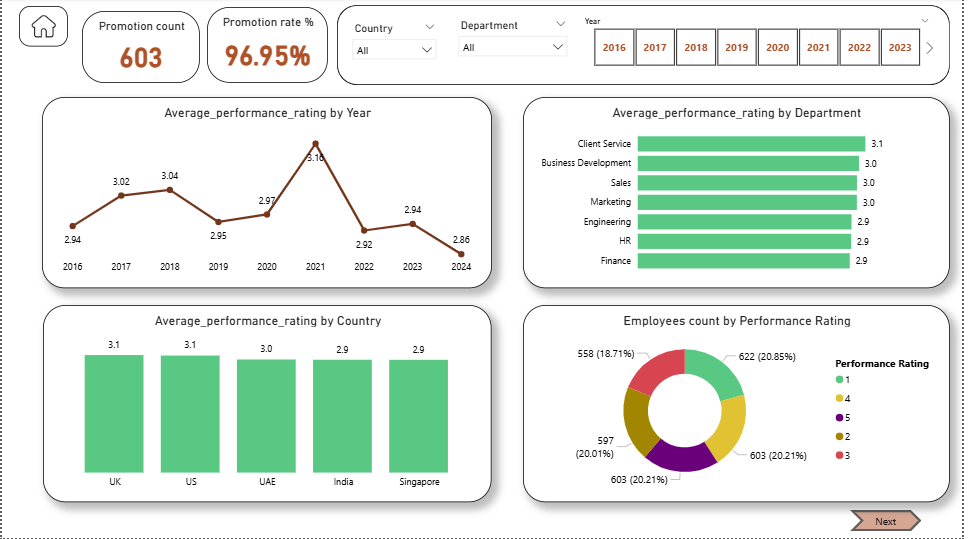 Promotion count
603
Promotion rate %
96.95%
Country
All
Department
All
Year
2016 2017 2018 2019 2020 2021 2022 2023
Average_performance_rating by Year
2.94 3.02 3.04 2.95 2.97 3.16 2.92 2.94 2.86
2016 2017 2018 2019 2020 2021 2022 2023 2024
Average_performance_rating by Department
Client Service 3.1
Business Development 3.0
Sales 3.0
Marketing 3.0
Engineering 2.9
HR 2.9
Finance 2.9
Average_performance_rating by Country
3.1 3.1 3.0 2.9 2.9
UK US UAE India Singapore
Employees count by Performance Rating
558 (18.71%)
622 (20.85%)
597
(20.01%)
603 (20.21%)
603 (20.21%)
Performance Rating
1
4
5
2
3
Next